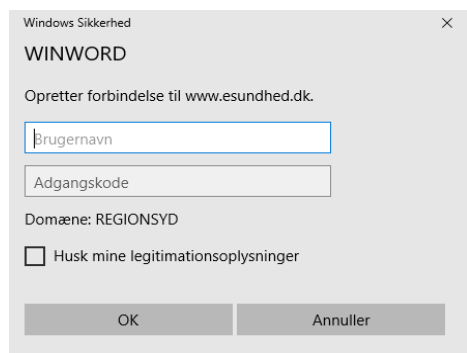 Windows Sikkerhed
WINWORD
Opretter forbindelse til www.esundhed.dk.
Brugernavn
Adgangskode
Domæne: REGIONSYD
Husk mine legitimationsoplysninger
OK Annuller